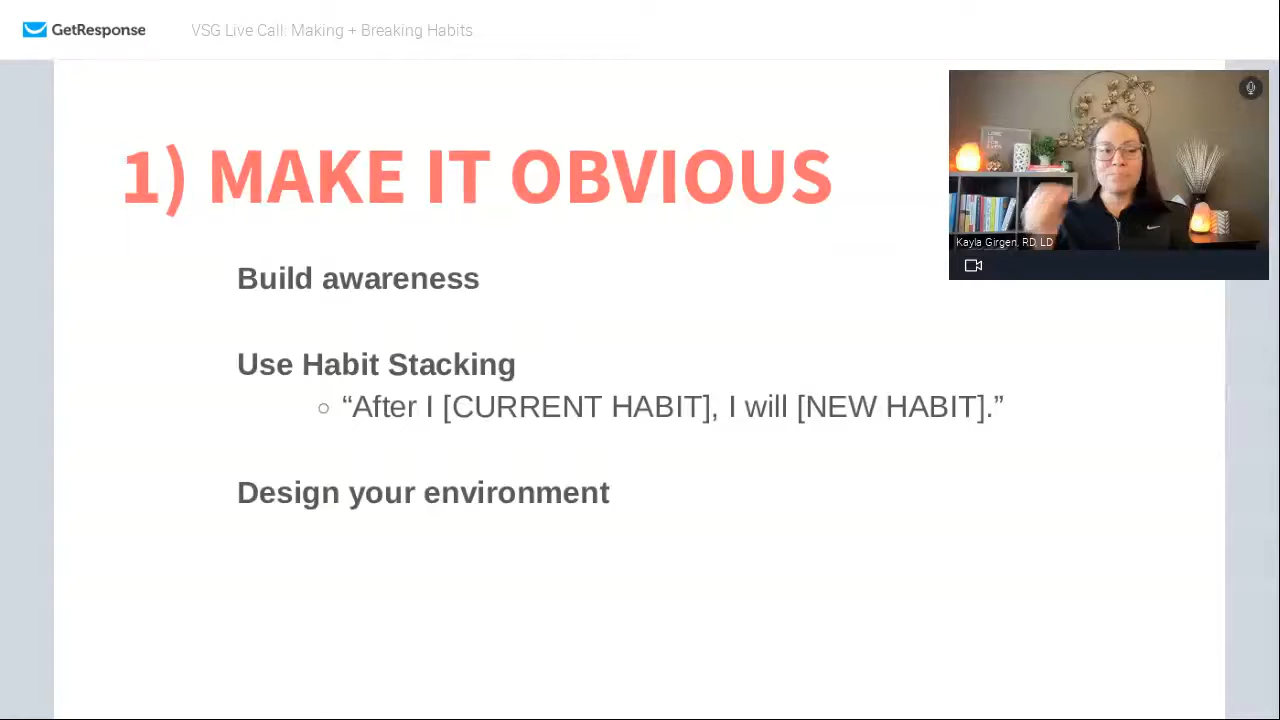 GetResponse
VSG Live Call: Making + Breaking Habits
1) MAKE IT OBVIOUS
Build awareness
Use Habit Stacking
“After I [CURRENT HABIT], I will [NEW HABIT].”
Design your environment
Kayla Girgen, RD, LD